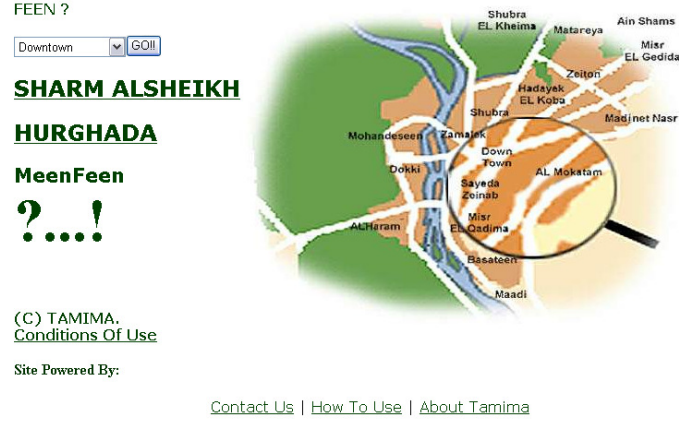 FEEN ?
Downtown GO!!
SHARM ALSHEIKH
HURGHADA
MeenFeen
?...!
(C) TAMIMA.
Conditions Of Use
Site Powered By:
Shubra
EL Kheima
Matareya
Ain Shams
Misr
EL Gedida
Zeiton
Hadayek
EL Koba
Shubra
Madinet Nasr
Mohandeseen
Zamalek
Down
Town
Dokki
AL Mokatam
Sayeda
Zeinab
Misr
EL Qadima
ALHaram
Basateen
Maadi
Contact Us | How To Use | About Tamima